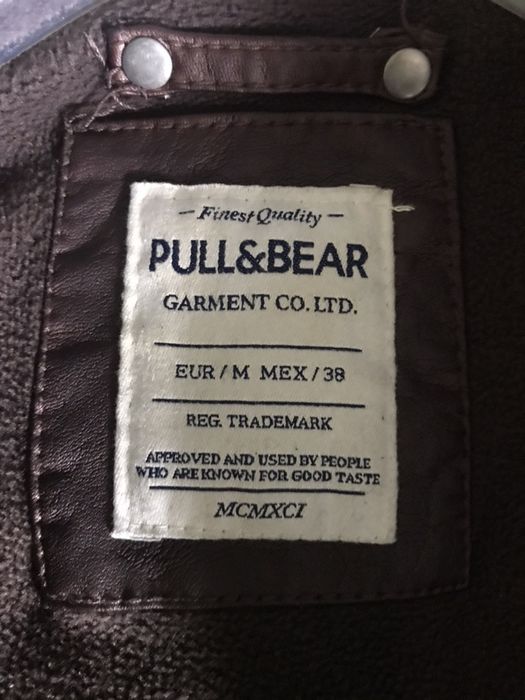 – Finest Quality –
PULL&BEAR
GARMENT CO. LTD.
EUR / M MEX / 38
REG. TRADEMARK
APPROVED AND USED BY PEOPLE
WHO ARE KNOWN FOR GOOD TASTE
MCMXCI